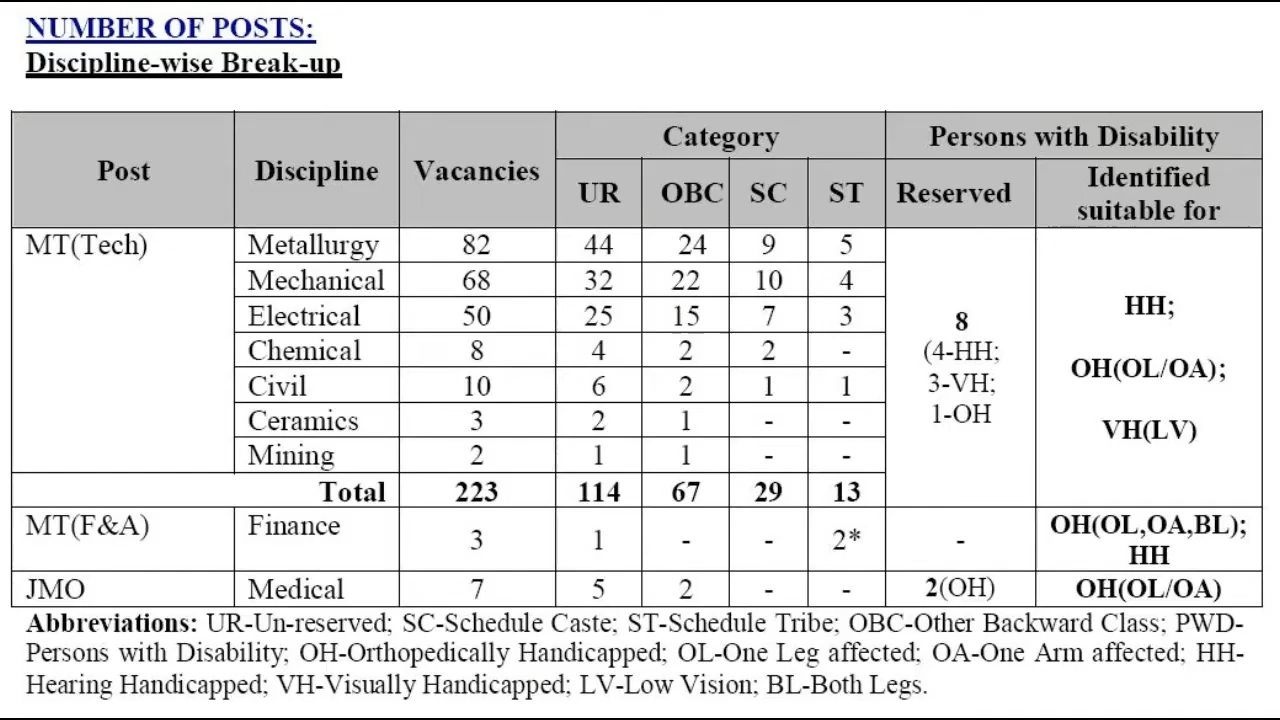 NUMBER OF POSTS:
Discipline-wise Break-up
Post Discipline Vacancies Category Persons with Disability
UR OBC SC ST Reserved Identified suitable for
MT(Tech) Metallurgy 82 44 24 9 5
Mechanical 68 32 22 10 4
Electrical 50 25 15 7 3
Chemical 8 4 2 2 -
Civil 10 6 2 1 1
Ceramics 3 2 1 - -
Mining 2 1 1 - -
8
(4-HH;
3-VH;
1-OH
HH;
OH(OL/OA);
VH(LV)
Total 223 114 67 29 13
MT(F&A) Finance 3 1 - - 2* - OH(OL,OA,BL);
HH
JMO Medical 7 5 2 - - 2(OH) OH(OL/OA)
Abbreviations: UR-Un-reserved; SC-Schedule Caste; ST-Schedule Tribe; OBC-Other Backward Class; PWD-
Persons with Disability; OH-Orthopedically Handicapped; OL-One Leg affected; OA-One Arm affected; HH-
Hearing Handicapped; VH-Visually Handicapped; LV-Low Vision; BL-Both Legs.